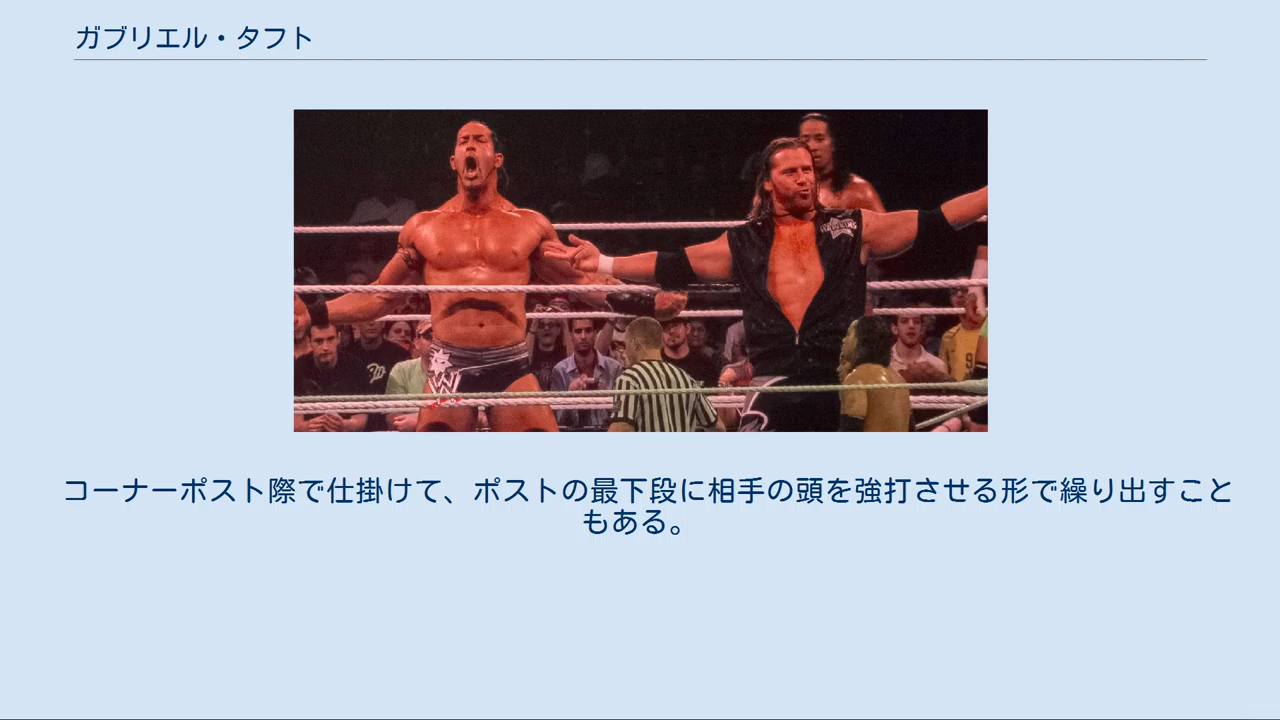 ガブリエル・タフト
コーナーポスト際で仕掛けて、ポストの最下段に相手の頭を強打させる形で繰り出すこと
もある。